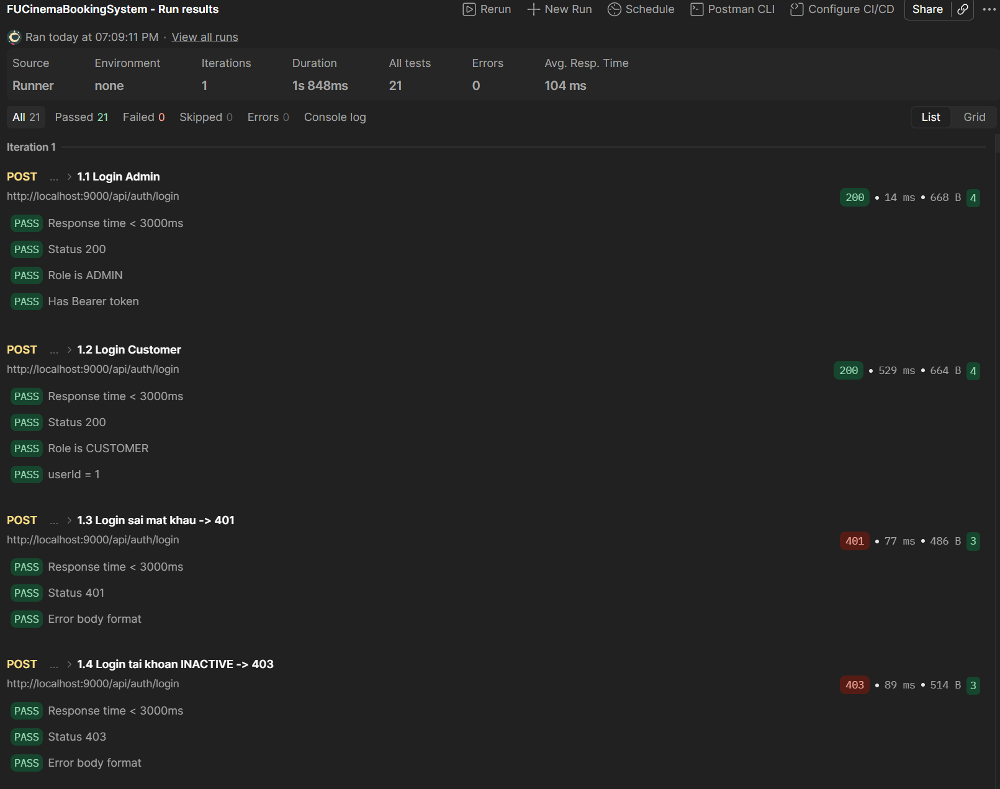 FUCinemaBookingSystem - Run results
Rerun
New Run
Schedule
Postman CLI
Configure CI/CD
Share
Ran today at 07:09:11 PM · View all runs
Source Environment Iterations Duration All tests Errors Avg. Resp. Time
Runner none 1 1s 848ms 21 0 104 ms
All 21 Passed 21 Failed 0 Skipped 0 Errors 0 Console log
List Grid
Iteration 1
POST ... > 1.1 Login Admin
http://localhost:9000/api/auth/login
200 • 14 ms • 668 B 4
PASS Response time < 3000ms
PASS Status 200
PASS Role is ADMIN
PASS Has Bearer token
POST ... > 1.2 Login Customer
http://localhost:9000/api/auth/login
200 • 529 ms • 664 B 4
PASS Response time < 3000ms
PASS Status 200
PASS Role is CUSTOMER
PASS userId = 1
POST ... > 1.3 Login sai mat khau -> 401
http://localhost:9000/api/auth/login
401 • 77 ms • 486 B 3
PASS Response time < 3000ms
PASS Status 401
PASS Error body format
POST ... > 1.4 Login tai khoan INACTIVE -> 403
http://localhost:9000/api/auth/login
403 • 89 ms • 514 B 3
PASS Response time < 3000ms
PASS Status 403
PASS Error body format